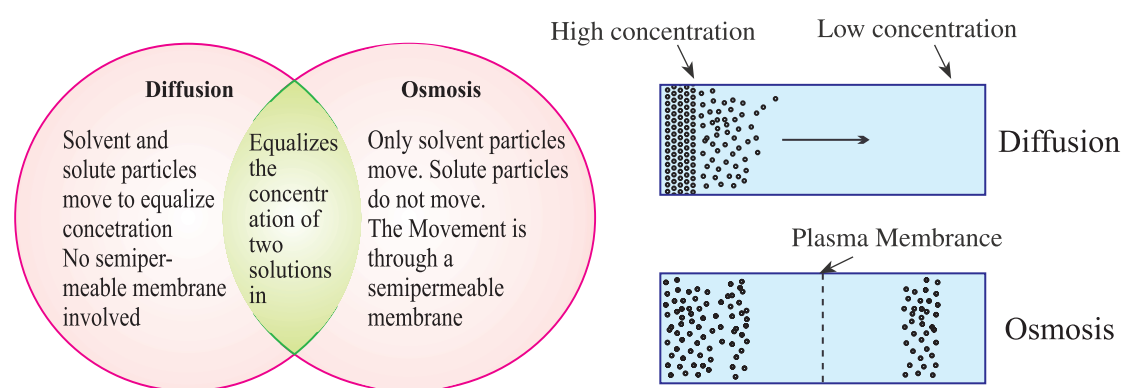 Diffusion
Solvent and
solute particles
move to equalize
concetration
No semiper-
meable membrane
involved
Equalizes
the
concentr
ation of
two
solutions
in
Osmosis
Only solvent particles
move. Solute particles
do not move.
The Movement is
through a
semipermeable
membrane
High concentration
Low concentration
Diffusion
Plasma Membrance
Osmosis